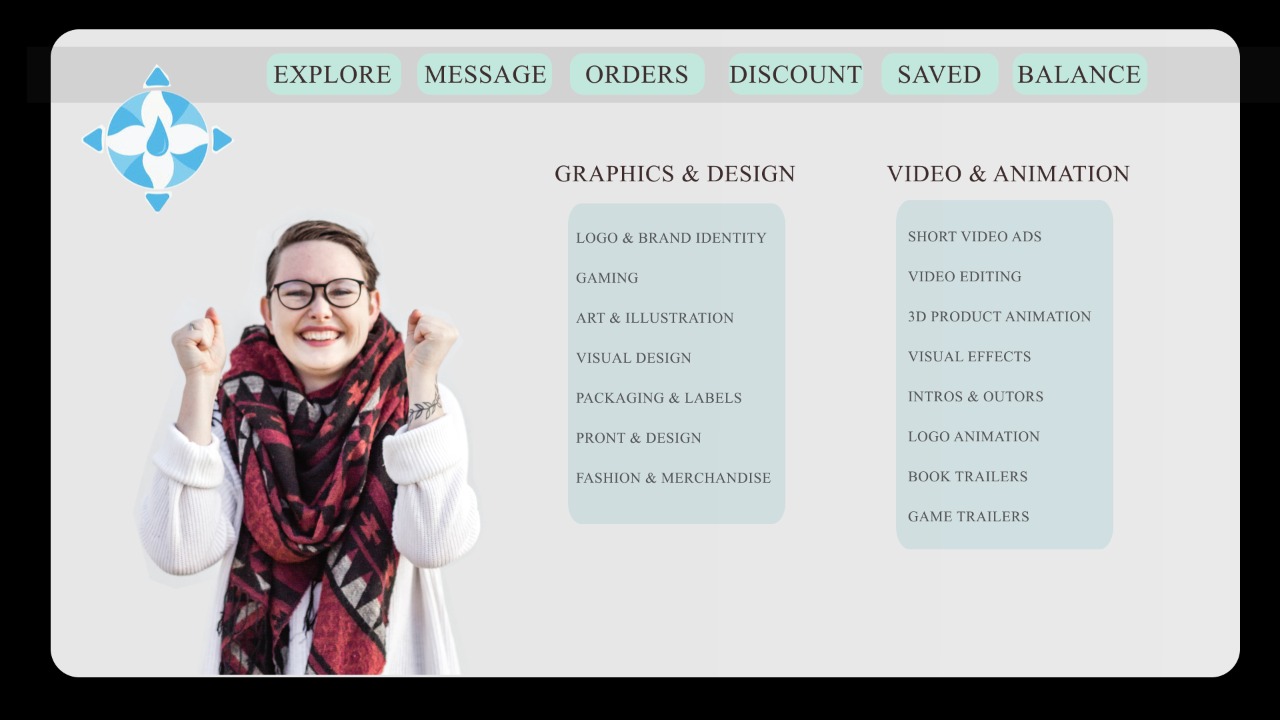 EXPLORE
MESSAGE
ORDERS
DISCOUNT
SAVED
BALANCE
GRAPHICS & DESIGN
LOGO & BRAND IDENTITY
GAMING
ART & ILLUSTRATION
VISUAL DESIGN
PACKAGING & LABELS
PRONT & DESIGN
FASHION & MERCHANDISE
VIDEO & ANIMATION
SHORT VIDEO ADS
VIDEO EDITING
3D PRODUCT ANIMATION
VISUAL EFFECTS
INTROS & OUTORS
LOGO ANIMATION
BOOK TRAILERS
GAME TRAILERS